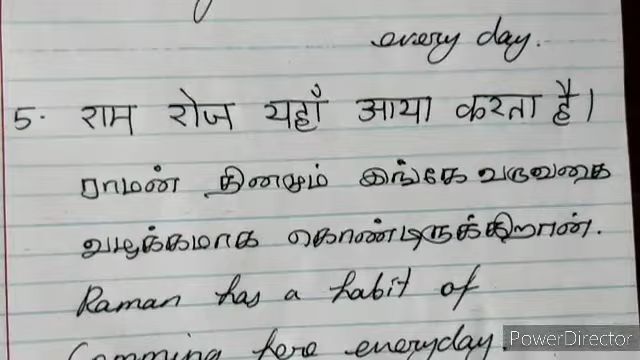 every day.
5. राम रोज यहाँ आया करता है।
ராமன் தினமும் இங்கே வருவதை
வழக்கமாக கொண்டிருக்கிறான்.
Raman has a habit of
Comming here everyday.
PowerDirector